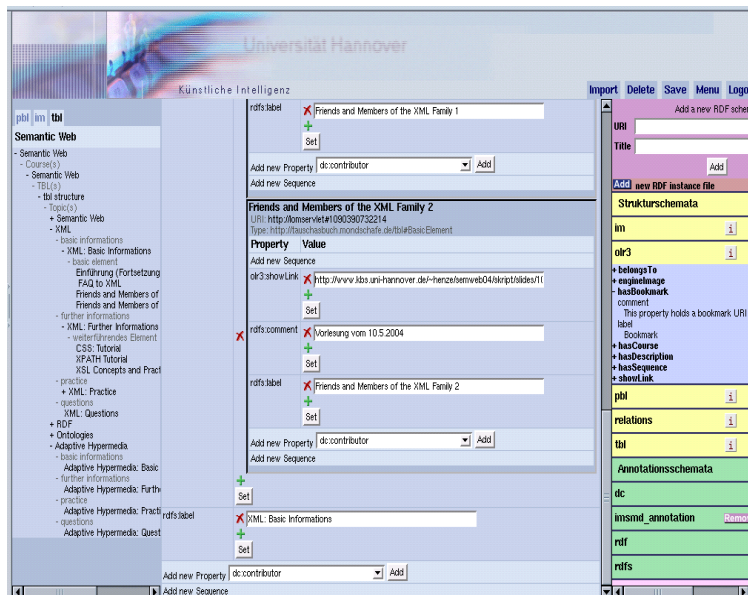 Universität Hannover
Künstliche Intelligenz
Import Delete Save Menu Logo
pbl im tbl
Semantic Web
- Semantic Web
- Course(s)
- Semantic Web
- TBL(s)
- tbl structure
- Topic(s)
+ Semantic Web
- XML
- basic informations
- XML: Basic Informations
- basic element
Einführung (Fortsetzung
FAQ to XML
Friends and Members of
Friends and Members of
- further informations
- XML: Further Informations
- weiterführendes Element
CSS: Tutorial
XPATH Tutorial
XSL Concepts and Pract
- practice
+ XML: Practice
- questions
XML: Questions
+ RDF
+ Ontologies
- Adaptive Hypermedia
- basic informations
Adaptive Hypermedia: Basic
- further informations
Adaptive Hypermedia: Furth
- practice
Adaptive Hypermedia: Practi
- questions
Adaptive Hypermedia: Quest
rdfs:label
Friends and Members of the XML Family 1
Set
Add new Property dc:contributor Add
Add new Sequence
Friends and Members of the XML Family 2
URI: http://lomservlet#1090390732214
Type: http://tauschasbuch.mondschafe.de/tbl#BasicElement
Property Value
Add new Sequence
olr3:showLink http://www.kbs.uni-hannover.de/~henze/semweb04/skript/slides/1(
Set
rdfs:comment Vorlesung vom 10.5.2004
Set
rdfs:label Friends and Members of the XML Family 2
Set
Add new Property dc:contributor Add
Add new Sequence
Set
rdfs:label XML: Basic Informations
Set
Add new Property dc:contributor Add
Add new Sequence
Add a new RDF schem
URI
Title
Add
Add new RDF instance file
Strukturschemata
im i
olr3 i
+ belongsTo
+ engineImage
- hasBookmark
comment
This property holds a bookmark URI
label
Bookmark
+ hasCourse
+ hasDescription
+ hasSequence
+ showLink
pbl i
relations i
tbl i
Annotationsschemata
dc
imsmd_annotation Remov
rdf
rdfs